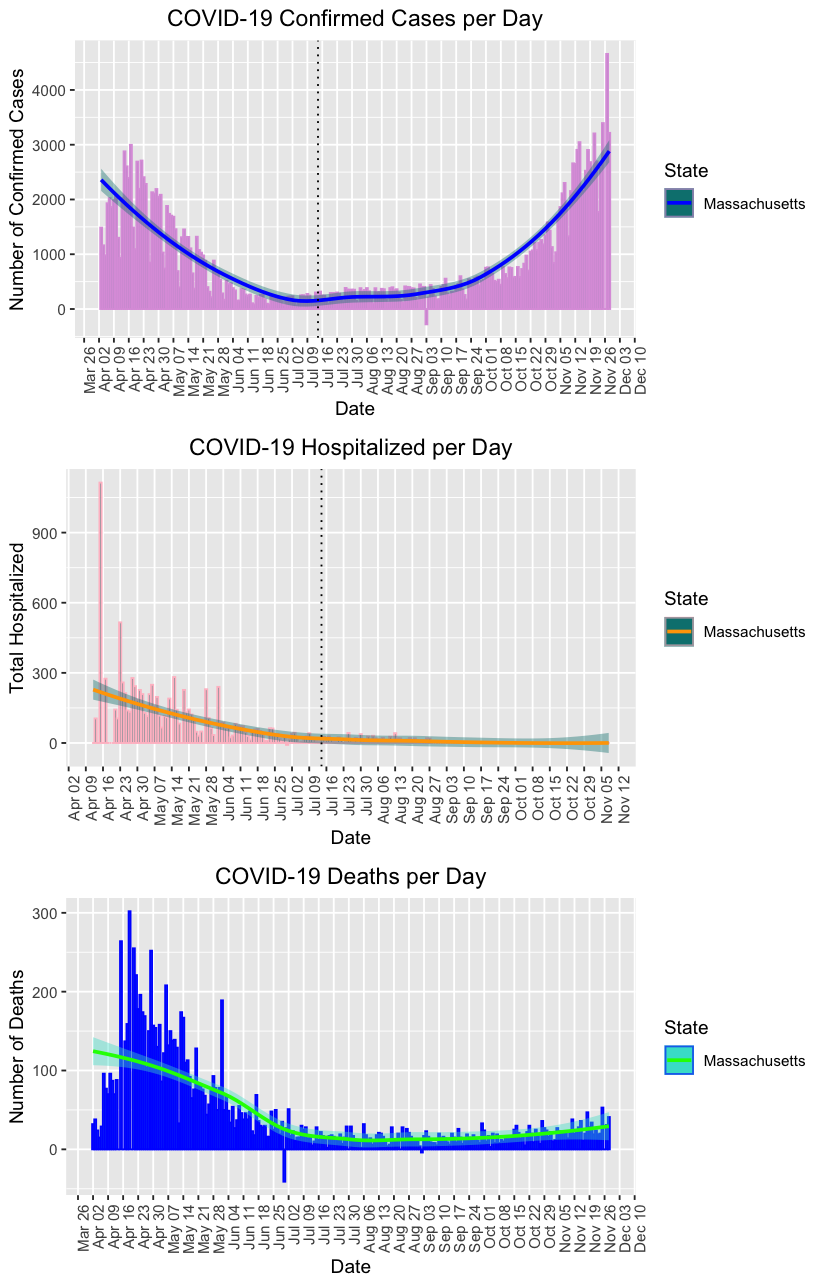 COVID-19 Confirmed Cases per Day
Number of Confirmed Cases
4000
3000
2000
1000
0
Mar 26
Apr 02
Apr 09
Apr 16
Apr 23
Apr 30
May 07
May 14
May 21
May 28
Jun 04
Jun 11
Jun 18
Jun 25
Jul 02
Jul 09
Jul 16
Jul 23
Jul 30
Aug 06
Aug 13
Aug 20
Aug 27
Sep 03
Sep 10
Sep 17
Sep 24
Oct 01
Oct 08
Oct 15
Oct 22
Oct 29
Nov 05
Nov 12
Nov 19
Nov 26
Dec 03
Dec 10
Date
State
Massachusetts
COVID-19 Hospitalized per Day
Total Hospitalized
900
600
300
0
Apr 02
Apr 09
Apr 16
Apr 23
Apr 30
May 07
May 14
May 21
May 28
Jun 04
Jun 11
Jun 18
Jun 25
Jul 02
Jul 09
Jul 16
Jul 23
Jul 30
Aug 06
Aug 13
Aug 20
Aug 27
Sep 03
Sep 10
Sep 17
Sep 24
Oct 01
Oct 08
Oct 15
Oct 22
Oct 29
Nov 05
Nov 12
Date
State
Massachusetts
COVID-19 Deaths per Day
Number of Deaths
300
200
100
0
Mar 26
Apr 02
Apr 09
Apr 16
Apr 23
Apr 30
May 07
May 14
May 21
May 28
Jun 04
Jun 11
Jun 18
Jun 25
Jul 02
Jul 09
Jul 16
Jul 23
Jul 30
Aug 06
Aug 13
Aug 20
Aug 27
Sep 03
Sep 10
Sep 17
Sep 24
Oct 01
Oct 08
Oct 15
Oct 22
Oct 29
Nov 05
Nov 12
Nov 19
Nov 26
Dec 03
Dec 10
Date
State
Massachusetts